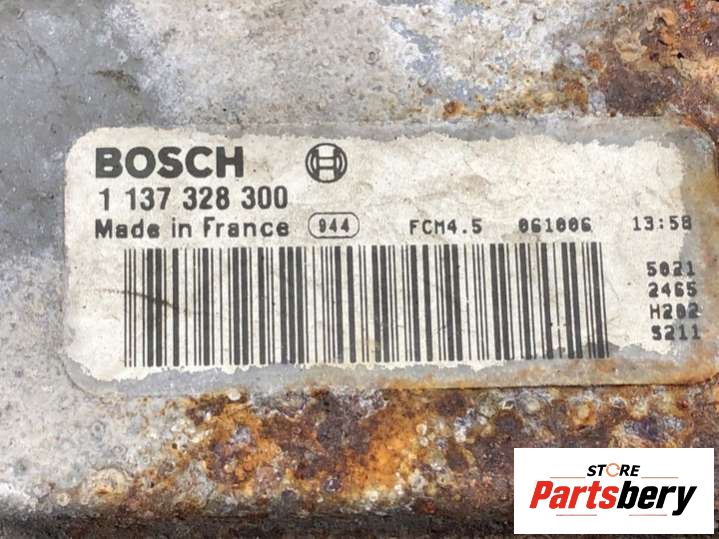 BOSCH
1 137 328 300
Made in France 944 FCM4.5 061006 13:58
5021
2465
H202
5211
STORE
Partsbery